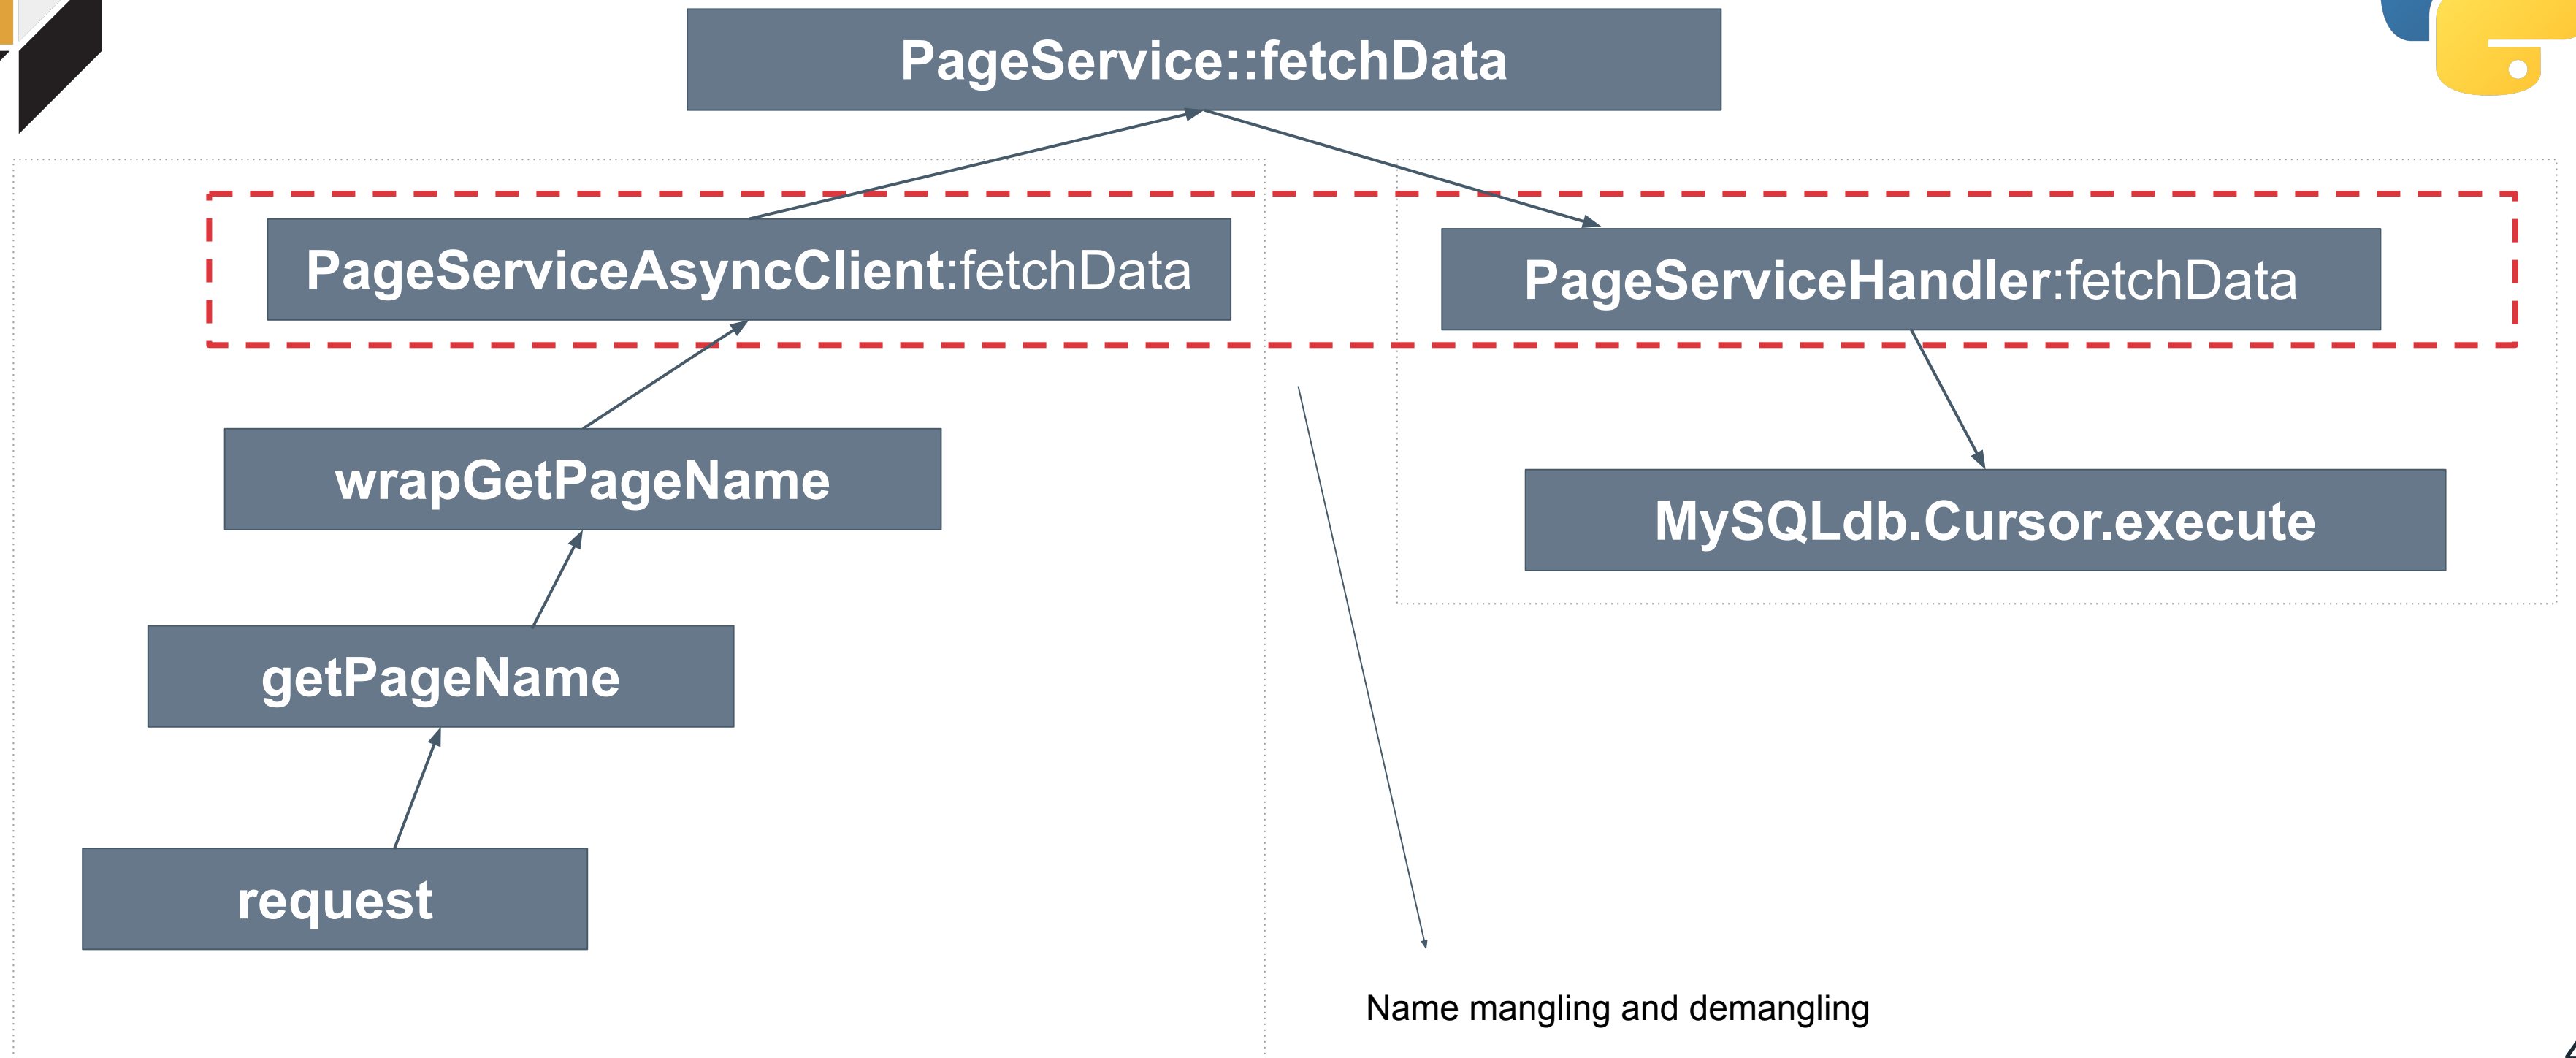 PageService::fetchData
PageServiceAsyncClient:fetchData
PageServiceHandler:fetchData
wrapGetPageName
MySQLdb.Cursor.execute
getPageName
request
Name mangling and demangling